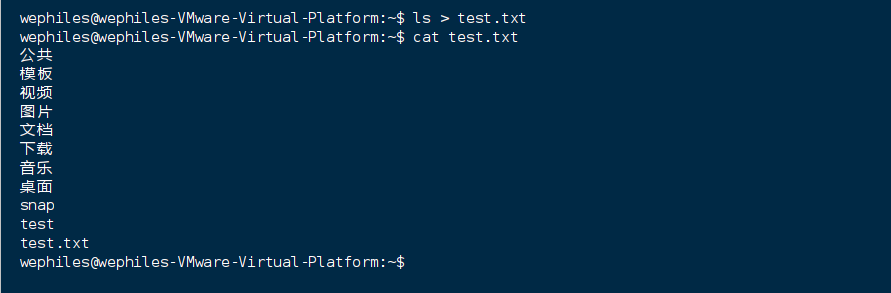 wephiles@wephiles-VMware-Virtual-Platform:~$ ls > test.txt
wephiles@wephiles-VMware-Virtual-Platform:~$ cat test.txt
公共
模板
视频
图片
文档
下载
音乐
桌面
snap
test
test.txt
wephiles@wephiles-VMware-Virtual-Platform:~$